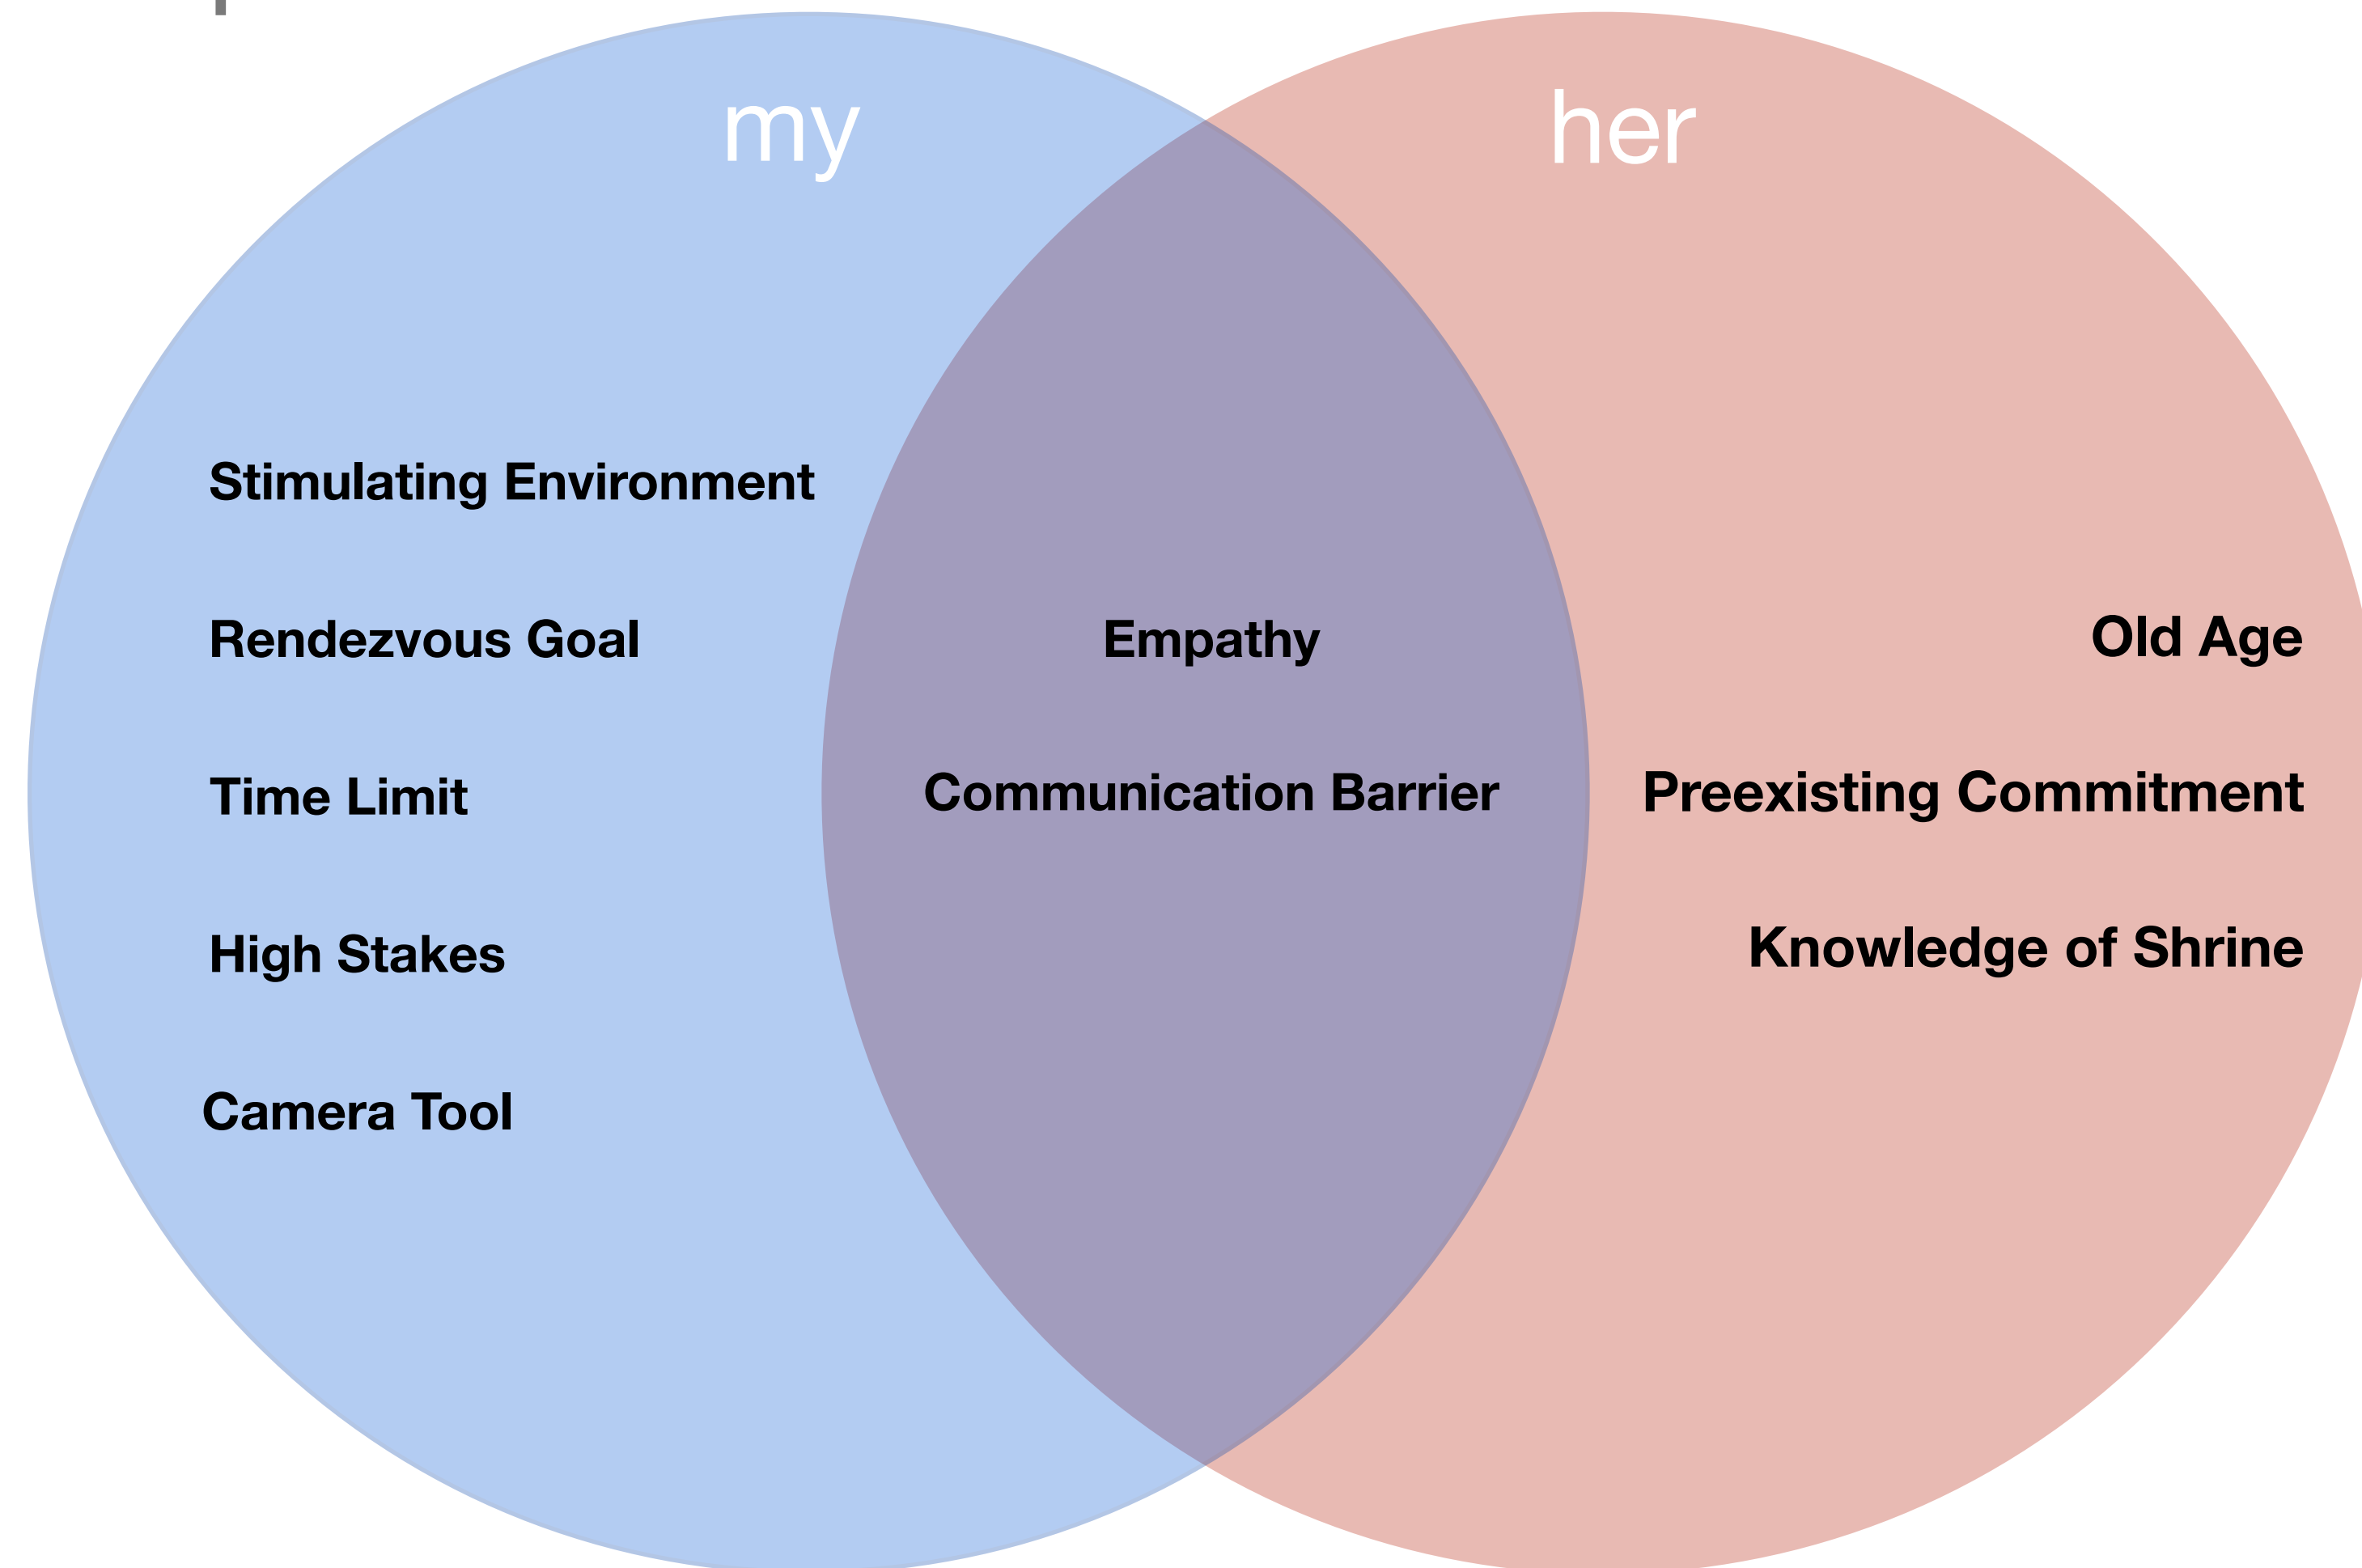 my
her
Stimulating Environment
Rendezvous Goal
Time Limit
High Stakes
Camera Tool
Empathy
Communication Barrier
Old Age
Preexisting Commitment
Knowledge of Shrine